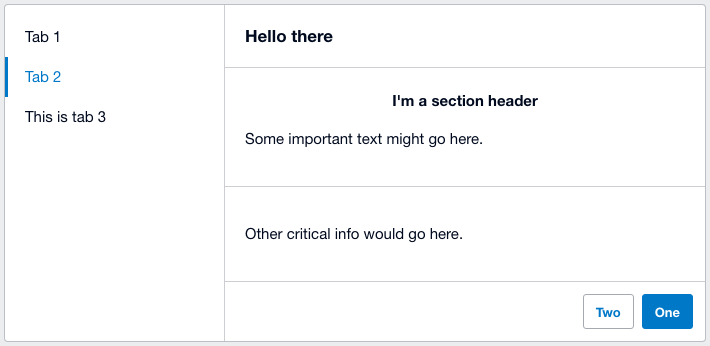 Tab 1
Tab 2
This is tab 3
Hello there
I'm a section header
Some important text might go here.
Other critical info would go here.
Two
One